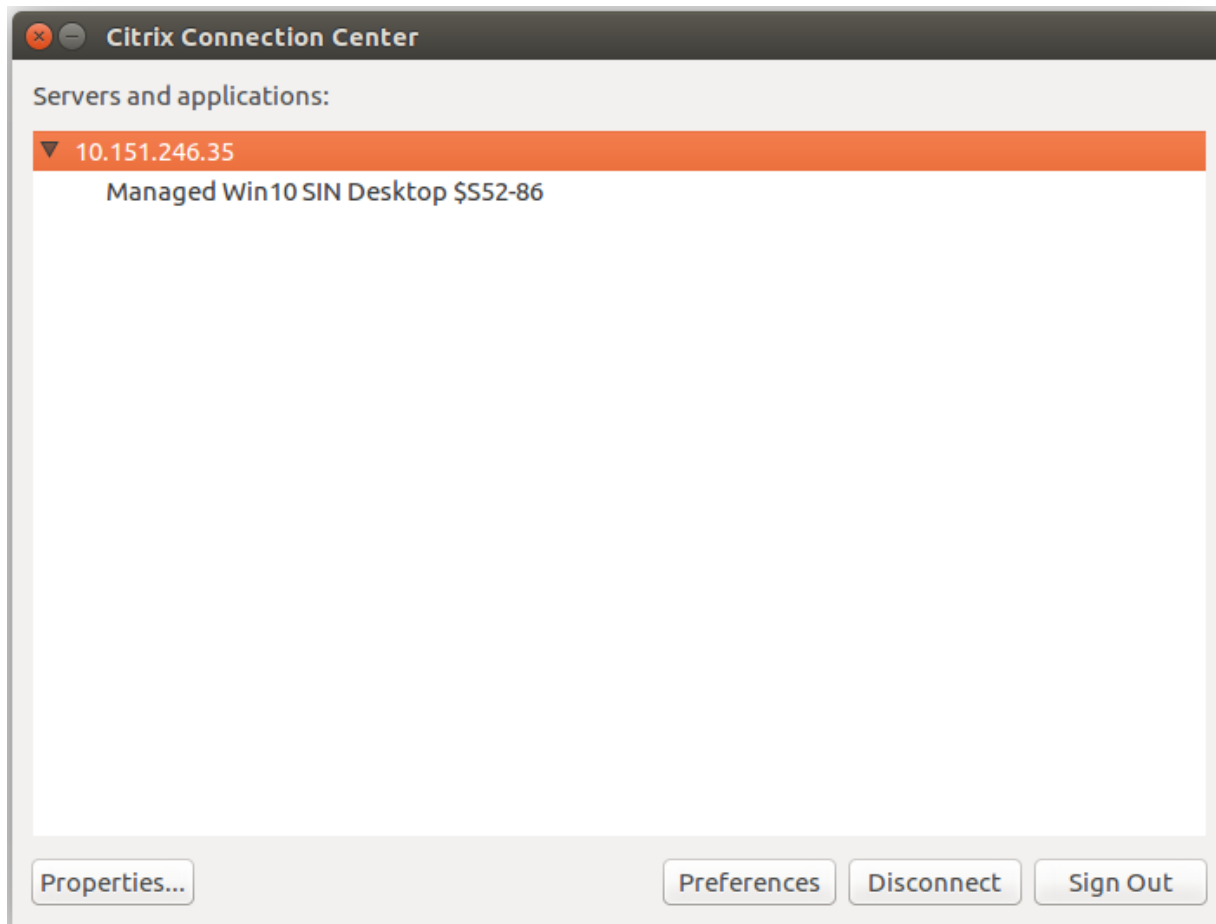 Citrix Connection Center
Servers and applications:
10.151.246.35
Managed Win10 SIN Desktop $S52-86
Properties... Preferences Disconnect Sign Out